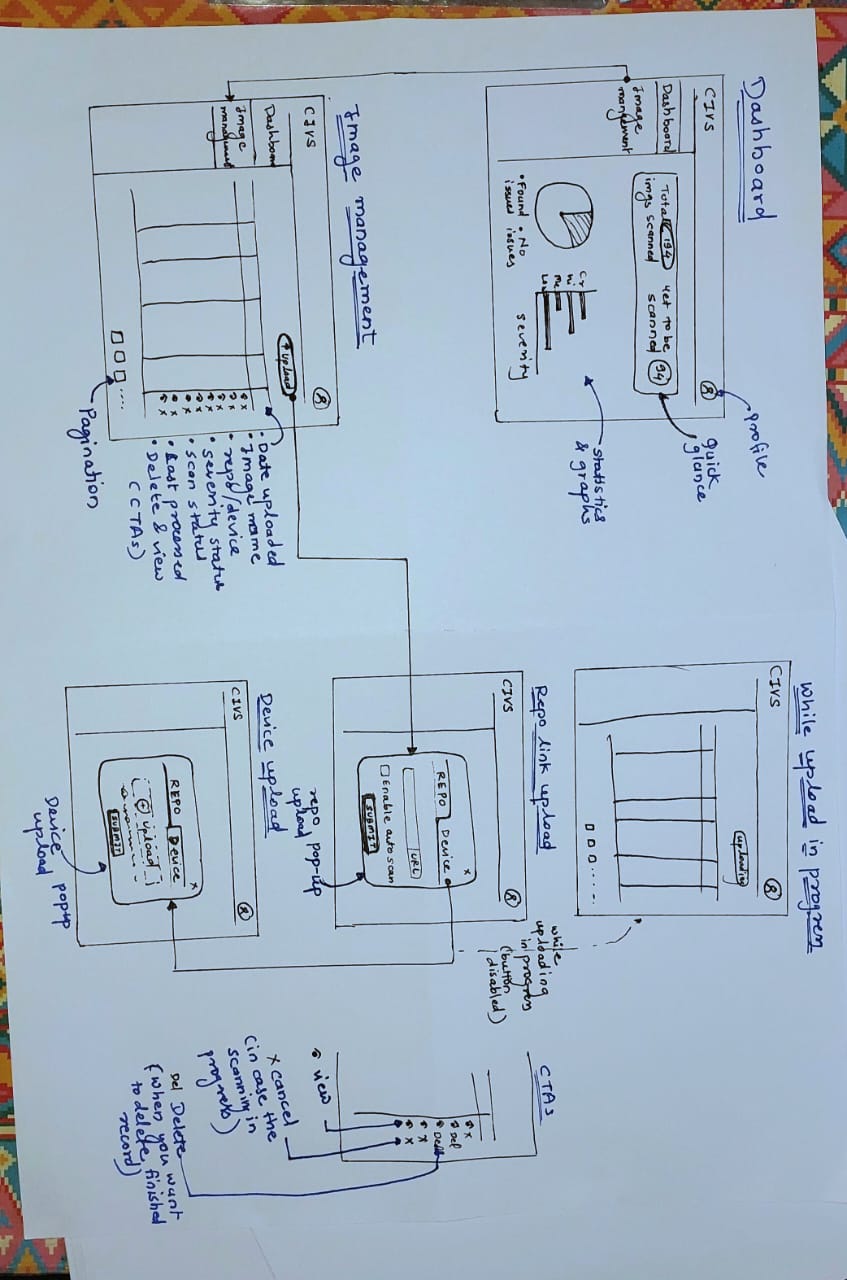 Dashboard
CIVS
Dashboard
Image
mangement
Total 194
imgs scanned
Yet to be
scanned 94
• Found • No
issues issues
Cr
Hi
Me
Low
severity
profile
quick
glance
statistics
& graphs
Image management
CIVS
Dashboard
Image
management
upload
Pagination
• Date uploaded
• Image name
• repo/device
• severity status
• scan status
• Last processed
• Delete & view
(CTAs)
While upload in progress
CIVS
uploading
while
uploading
in progress
(button
disabled)
Repo link upload
CIVS
REPO Device x
URL
Enable auto scan
SUBMIT
repo pop-up
upload
Device upload
CIVS
REPO Device x
upload
SUBMIT
Device popup
upload
CTAs
x
Del
x
x
view
x cancel
(in case the
scanning in
progress)
Del Delete
(when you want
to delete finished
record)